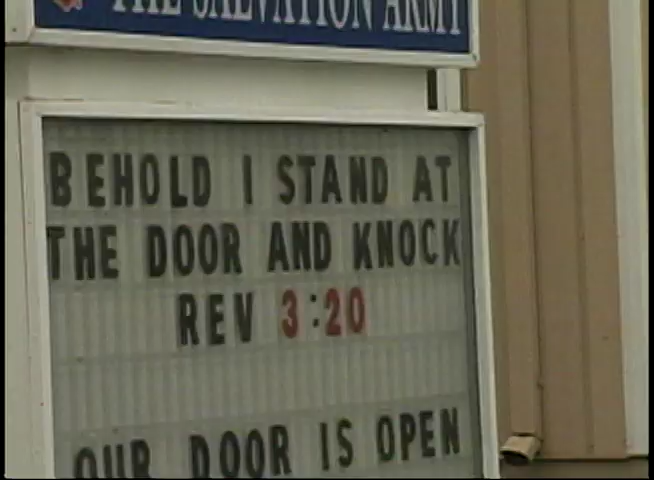 THE SALVATION ARMY
BEHOLD I STAND AT
THE DOOR AND KNOCK
REV 3:20
OUR DOOR IS OPEN